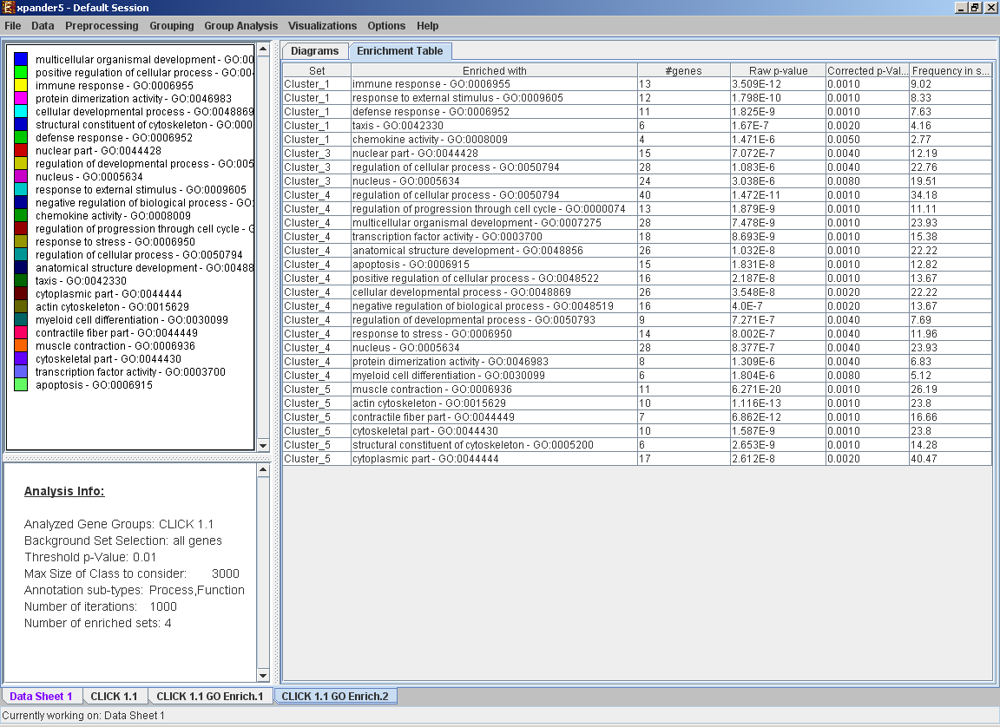 xpander5 - Default Session
File Data Preprocessing Grouping Group Analysis Visualizations Options Help
multicellular organismal development - GO:00
positive regulation of cellular process - GO:00
immune response - GO:0006955
protein dimerization activity - GO:0046983
cellular developmental process - GO:0048869
structural constituent of cytoskeleton - GO:000
defense response - GO:0006952
nuclear part - GO:0044428
regulation of developmental process - GO:005
nucleus - GO:0005634
response to external stimulus - GO:0009605
negative regulation of biological process - GO:
chemokine activity - GO:0008009
regulation of progression through cell cycle - G
response to stress - GO:0006950
regulation of cellular process - GO:0050794
anatomical structure development - GO:00488
taxis - GO:0042330
cytoplasmic part - GO:0044444
actin cytoskeleton - GO:0015629
myeloid cell differentiation - GO:0030099
contractile fiber part - GO:0044449
muscle contraction - GO:0006936
cytoskeletal part - GO:0044430
transcription factor activity - GO:0003700
apoptosis - GO:0006915
Analysis Info:
Analyzed Gene Groups: CLICK 1.1
Background Set Selection: all genes
Threshold p-Value: 0.01
Max Size of Class to consider: 3000
Annotation sub-types: Process,Function
Number of iterations: 1000
Number of enriched sets: 4
Diagrams Enrichment Table
Set Enriched with #genes Raw p-value Corrected p-Val... Frequency in s...
Cluster_1 immune response - GO:0006955 13 3.509E-12 0.0010 9.02
Cluster_1 response to external stimulus - GO:0009605 12 1.798E-10 0.0010 8.33
Cluster_1 defense response - GO:0006952 11 1.825E-9 0.0010 7.63
Cluster_1 taxis - GO:0042330 6 1.67E-7 0.0020 4.16
Cluster_1 chemokine activity - GO:0008009 4 1.471E-6 0.0050 2.77
Cluster_3 nuclear part - GO:0044428 15 7.072E-7 0.0040 12.19
Cluster_3 regulation of cellular process - GO:0050794 28 1.083E-6 0.0040 22.76
Cluster_3 nucleus - GO:0005634 24 3.038E-6 0.0080 19.51
Cluster_4 regulation of cellular process - GO:0050794 40 1.472E-11 0.0010 34.18
Cluster_4 regulation of progression through cell cycle - GO:0000074 13 1.879E-9 0.0010 11.11
Cluster_4 multicellular organismal development - GO:0007275 28 7.478E-9 0.0010 23.93
Cluster_4 transcription factor activity - GO:0003700 18 8.693E-9 0.0010 15.38
Cluster_4 anatomical structure development - GO:0048856 26 1.032E-8 0.0010 22.22
Cluster_4 apoptosis - GO:0006915 15 1.831E-8 0.0010 12.82
Cluster_4 positive regulation of cellular process - GO:0048522 16 2.187E-8 0.0010 13.67
Cluster_4 cellular developmental process - GO:0048869 26 3.548E-8 0.0020 22.22
Cluster_4 negative regulation of biological process - GO:0048519 16 4.0E-7 0.0020 13.67
Cluster_4 regulation of developmental process - GO:0050793 9 7.271E-7 0.0040 7.69
Cluster_4 response to stress - GO:0006950 14 8.002E-7 0.0040 11.96
Cluster_4 nucleus - GO:0005634 28 8.377E-7 0.0040 23.93
Cluster_4 protein dimerization activity - GO:0046983 8 1.309E-6 0.0040 6.83
Cluster_4 myeloid cell differentiation - GO:0030099 6 1.804E-6 0.0080 5.12
Cluster_5 muscle contraction - GO:0006936 11 6.271E-20 0.0010 26.19
Cluster_5 actin cytoskeleton - GO:0015629 10 1.116E-13 0.0010 23.8
Cluster_5 contractile fiber part - GO:0044449 7 6.862E-12 0.0010 16.66
Cluster_5 cytoskeletal part - GO:0044430 10 1.587E-9 0.0010 23.8
Cluster_5 structural constituent of cytoskeleton - GO:0005200 6 2.653E-9 0.0010 14.28
Cluster_5 cytoplasmic part - GO:0044444 17 2.612E-8 0.0020 40.47
Data Sheet 1 CLICK 1.1 CLICK 1.1 GO Enrich.1 CLICK 1.1 GO Enrich.2
Currently working on: Data Sheet 1